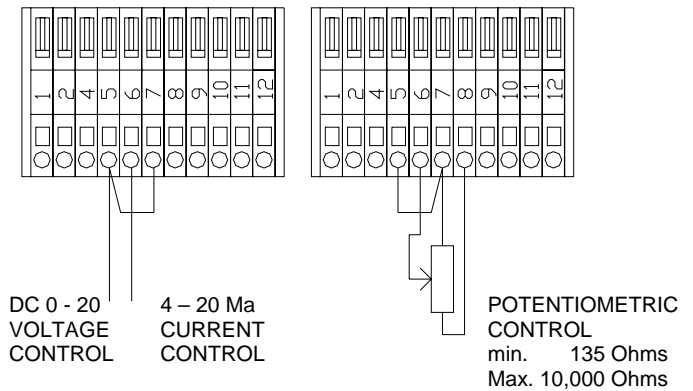 1 2 4 5 6 7 8 9 10 11 12
1 2 4 5 6 7 8 9 10 11 12
DC 0 - 20
VOLTAGE
CONTROL
4 – 20 Ma
CURRENT
CONTROL
POTENTIOMETRIC
CONTROL
min. 135 Ohms
Max. 10,000 Ohms